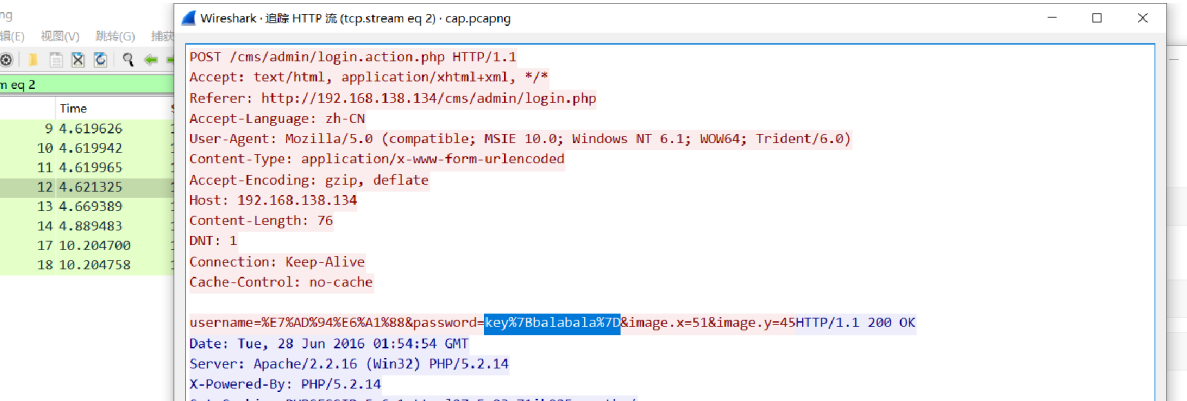 ng
Wireshark · 追踪 HTTP 流 (tcp.stream eq 2) · cap.pcapng
辑(E) 视图(V) 跳转(G) 捕获
m eq 2
Time
9 4.619626
10 4.619942
11 4.619965
12 4.621325
13 4.669389
14 4.889483
17 10.204700
18 10.204758
POST /cms/admin/login.action.php HTTP/1.1
Accept: text/html, application/xhtml+xml, */*
Referer: http://192.168.138.134/cms/admin/login.php
Accept-Language: zh-CN
User-Agent: Mozilla/5.0 (compatible; MSIE 10.0; Windows NT 6.1; WOW64; Trident/6.0)
Content-Type: application/x-www-form-urlencoded
Accept-Encoding: gzip, deflate
Host: 192.168.138.134
Content-Length: 76
DNT: 1
Connection: Keep-Alive
Cache-Control: no-cache
username=%E7%AD%94%E6%A1%88&password=key%7Bbalabala%7D&image.x=51&image.y=45HTTP/1.1 200 OK
Date: Tue, 28 Jun 2016 01:54:54 GMT
Server: Apache/2.2.16 (Win32) PHP/5.2.14
X-Powered-By: PHP/5.2.14